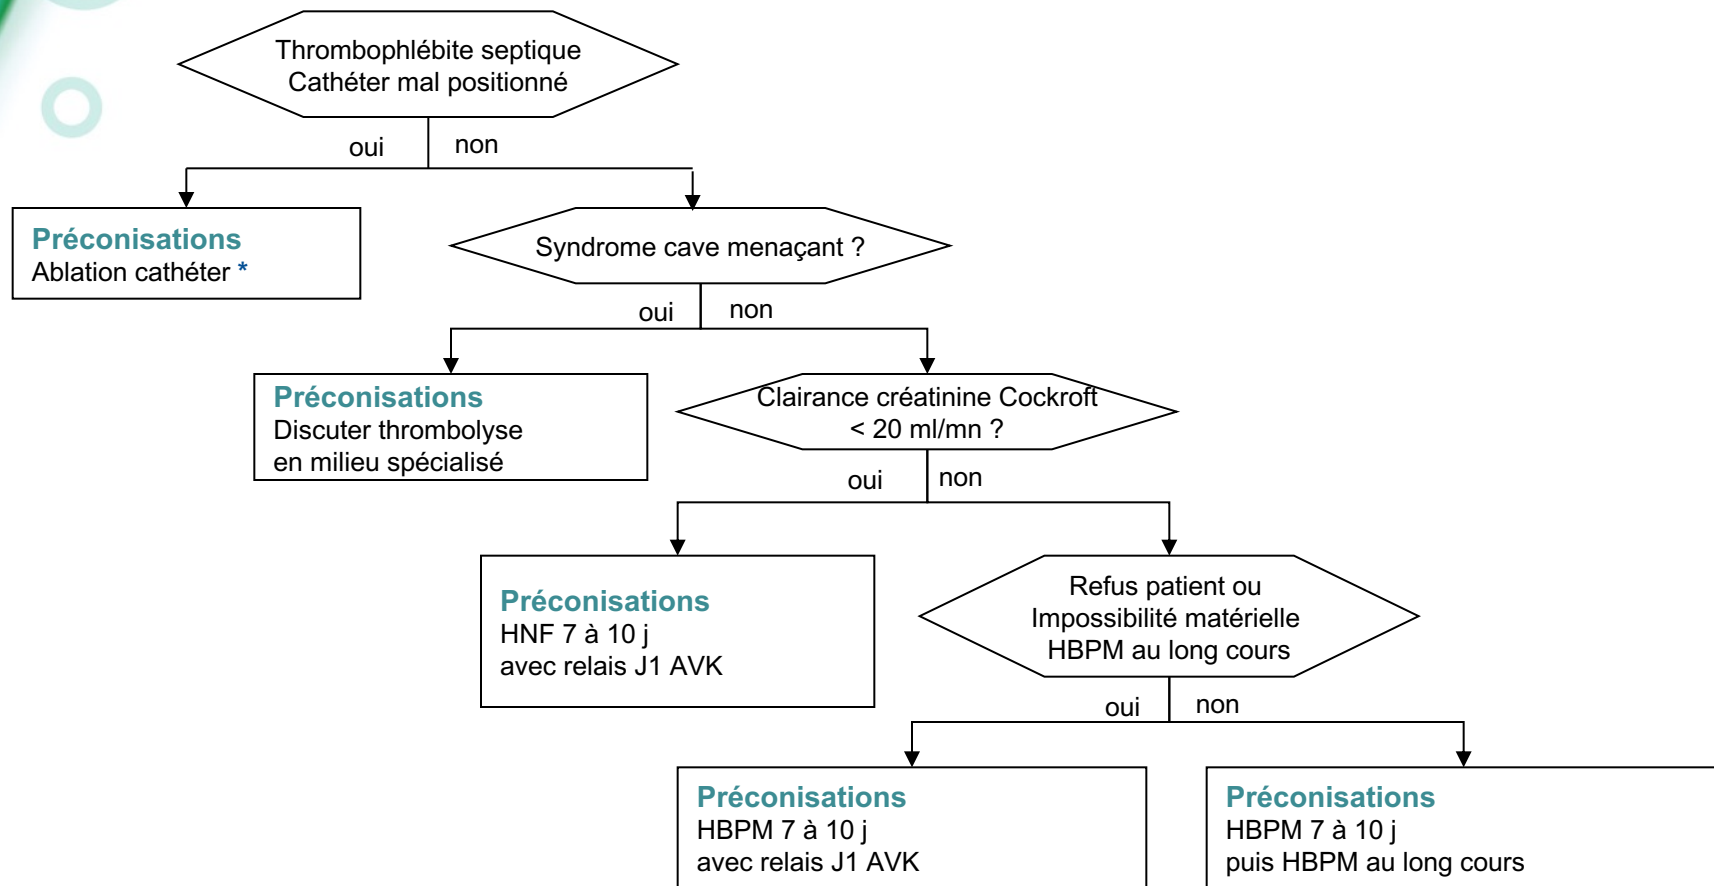 Thrombophlébite septique
Cathéter mal positionné
oui
non
Préconisations
Ablation cathéter *
Syndrome cave menaçant ?
oui
non
Préconisations
Discuter thrombolyse
en milieu spécialisé
Clairance créatinine Cockroft
< 20 ml/mn ?
oui
non
Préconisations
HNF 7 à 10 j
avec relais J1 AVK
Refus patient ou
Impossibilité matérielle
HBPM au long cours
oui
non
Préconisations
HBPM 7 à 10 j
avec relais J1 AVK
Préconisations
HBPM 7 à 10 j
puis HBPM au long cours